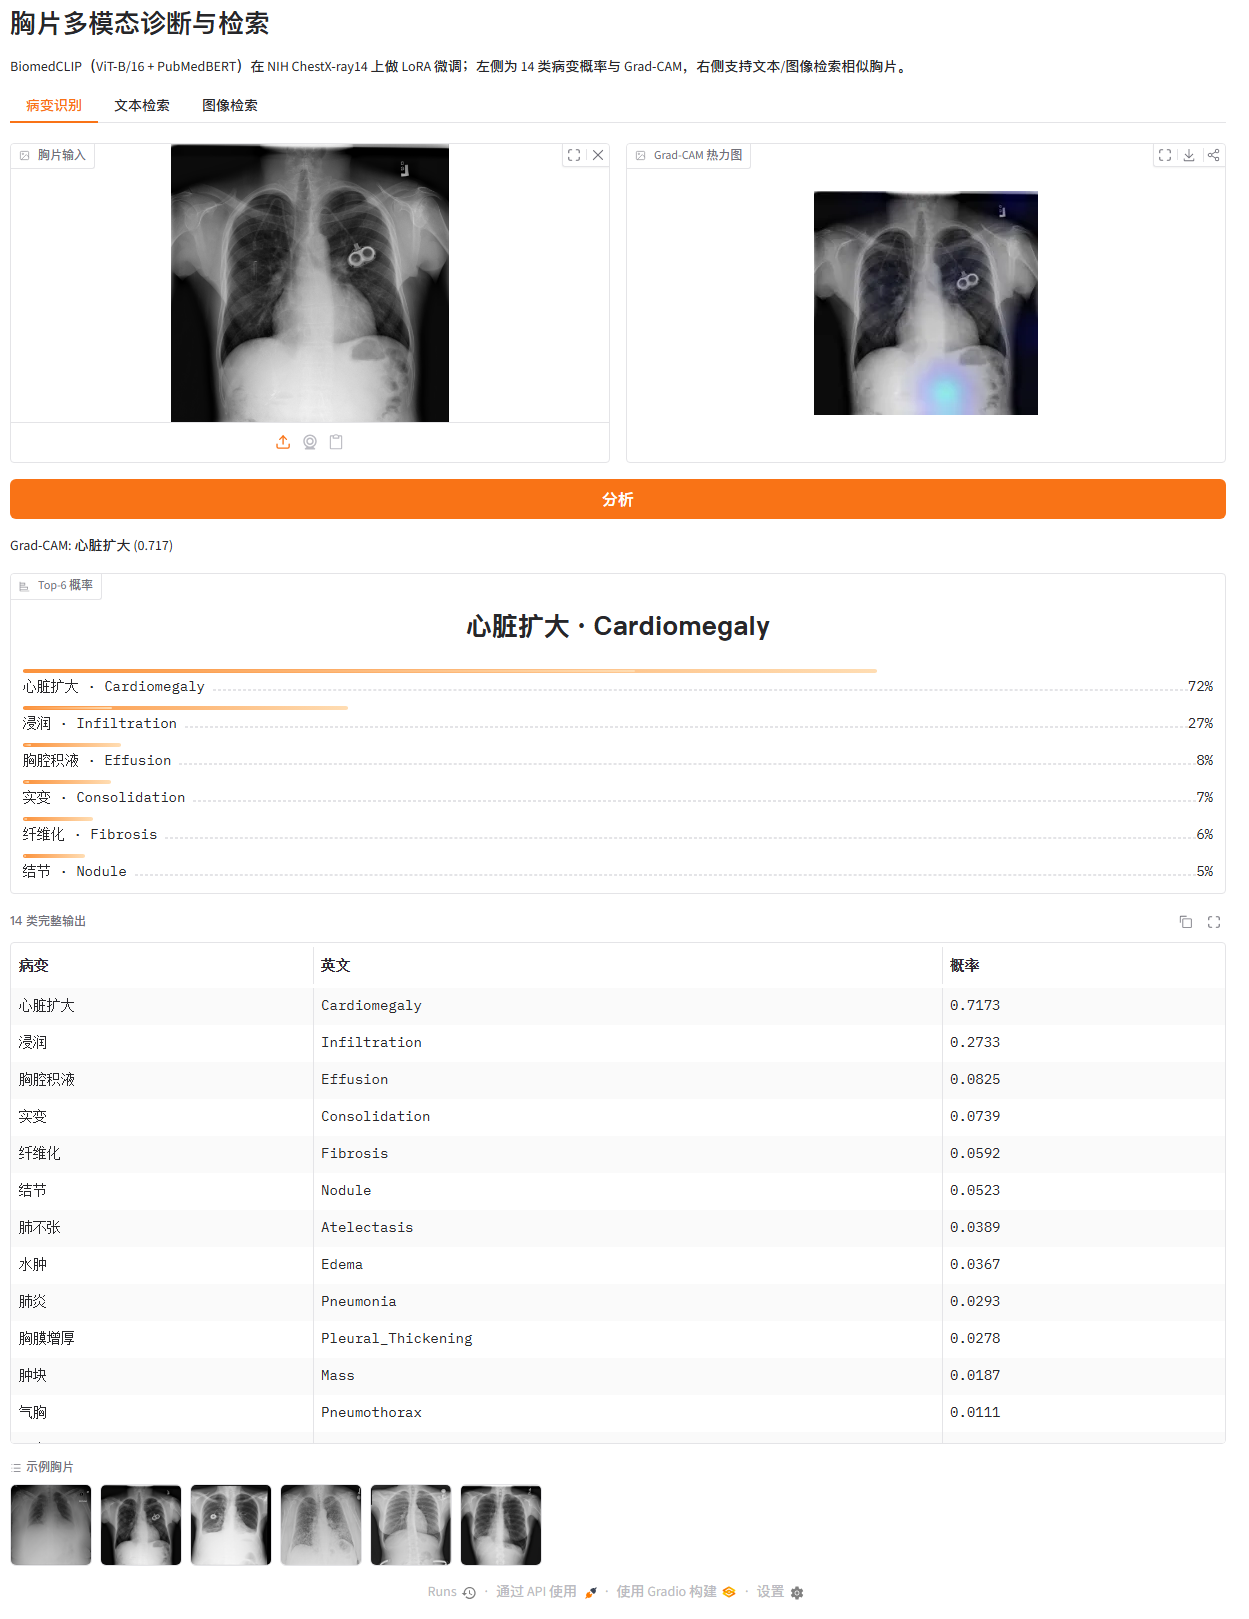 胸片多模态诊断与检索
BiomedCLIP（ViT-B/16 + PubMedBERT）在 NIH ChestX-ray14 上做 LoRA 微调；左侧为 14 类病变概率与 Grad-CAM，右侧支持文本/图像检索相似胸片。
病变识别 文本检索 图像检索
胸片输入
Grad-CAM 热力图
分析
Grad-CAM: 心脏扩大 (0.717)
Top-6 概率
心脏扩大 · Cardiomegaly
心脏扩大 · Cardiomegaly 72%
浸润 · Infiltration 27%
胸腔积液 · Effusion 8%
实变 · Consolidation 7%
纤维化 · Fibrosis 6%
结节 · Nodule 5%
14 类完整输出
病变 英文 概率
心脏扩大 Cardiomegaly 0.7173
浸润 Infiltration 0.2733
胸腔积液 Effusion 0.0825
实变 Consolidation 0.0739
纤维化 Fibrosis 0.0592
结节 Nodule 0.0523
肺不张 Atelectasis 0.0389
水肿 Edema 0.0367
肺炎 Pneumonia 0.0293
胸膜增厚 Pleural_Thickening 0.0278
肿块 Mass 0.0187
气胸 Pneumothorax 0.0111
示例胸片
Runs · 通过 API 使用 · 使用 Gradio 构建 · 设置